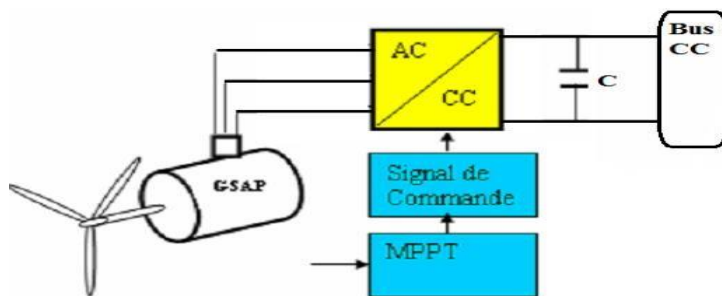 AC
CC
Bus
CC
C
GSAP
Signal de
Commande
MPPT